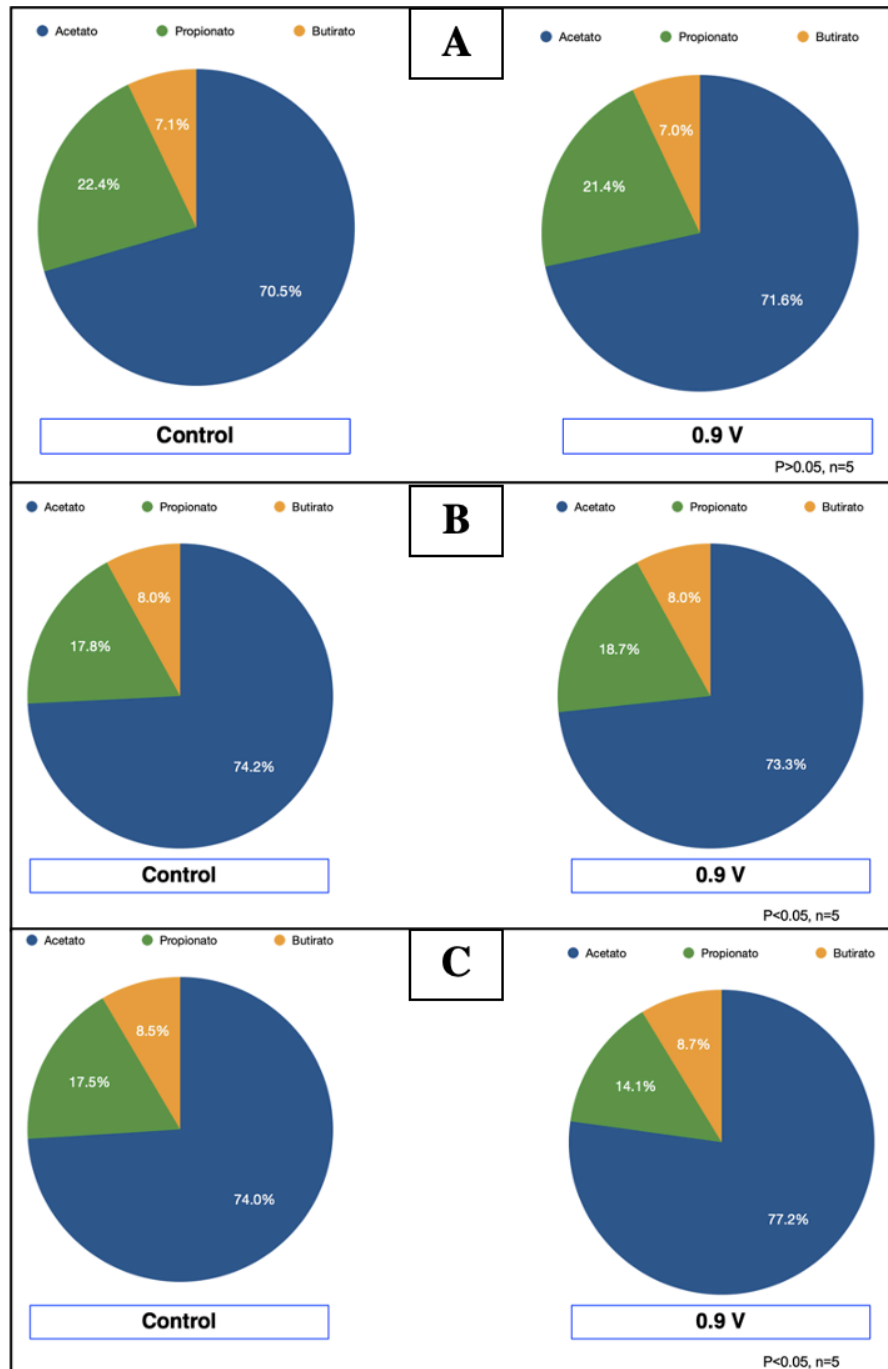 Acetato Propionato Butirato
A
Acetato Propionato Butirato
7.1%
22.4%
70.5%
Control
7.0%
21.4%
71.6%
0.9 V
P>0.05, n=5
Acetato Propionato Butirato
B
Acetato Propionato Butirato
8.0%
17.8%
74.2%
Control
8.0%
18.7%
73.3%
0.9 V
P<0.05, n=5
Acetato Propionato Butirato
C
Acetato Propionato Butirato
8.5%
17.5%
74.0%
Control
8.7%
14.1%
77.2%
0.9 V
P<0.05, n=5